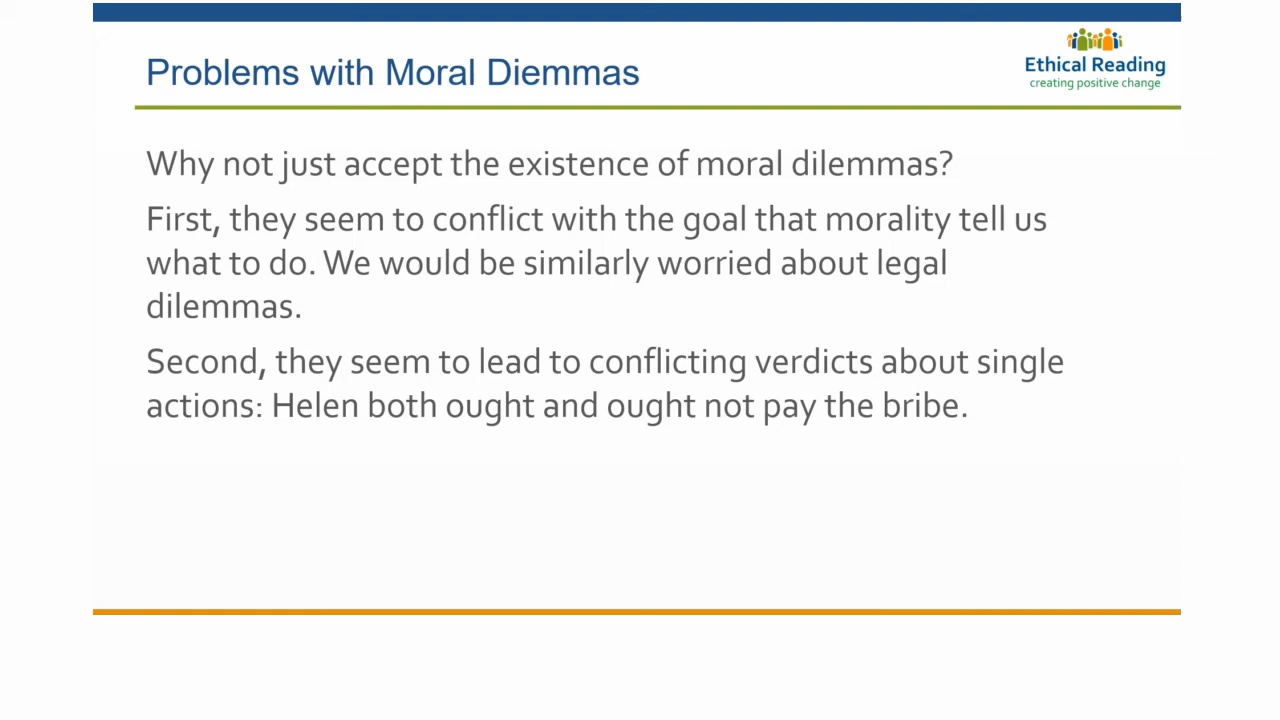 Problems with Moral Diemmas
Ethical Reading
creating positive change
Why not just accept the existence of moral dilemmas?
First, they seem to conflict with the goal that morality tell us
what to do. We would be similarly worried about legal
dilemmas.
Second, they seem to lead to conflicting verdicts about single
actions: Helen both ought and ought not pay the bribe.